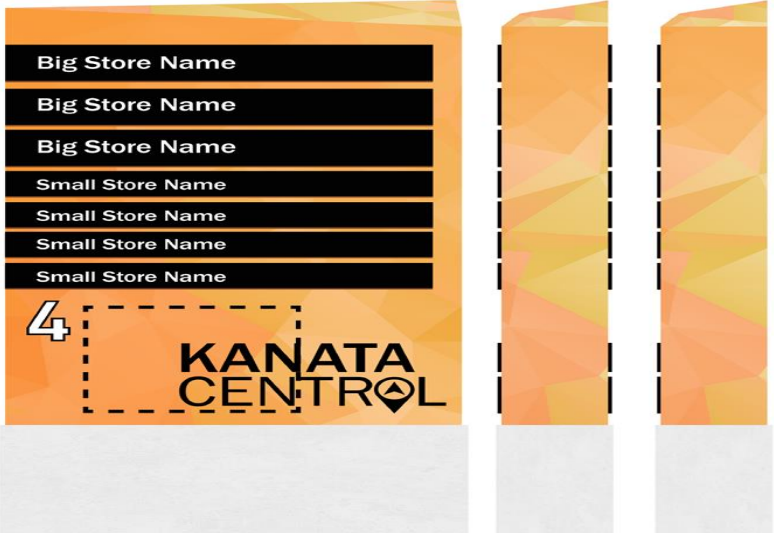 Big Store Name
Big Store Name
Big Store Name
Small Store Name
Small Store Name
Small Store Name
Small Store Name
4
KANATA
CENTRAL